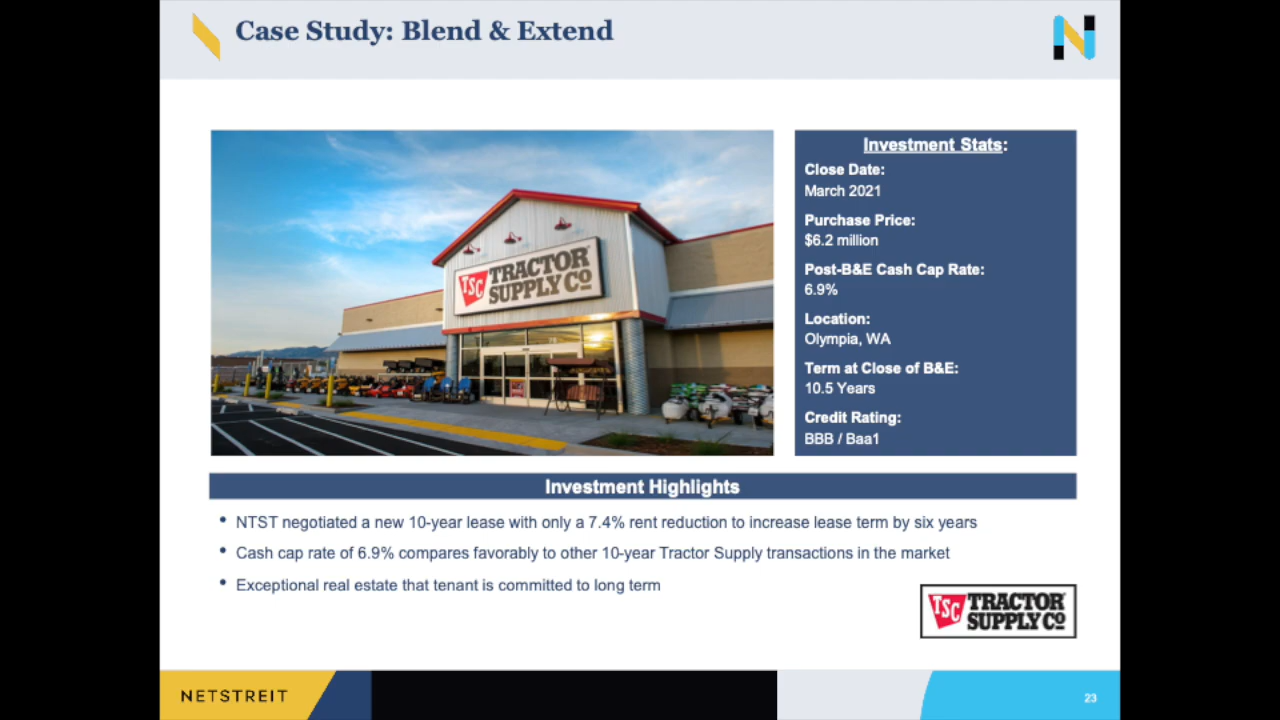 Case Study: Blend & Extend
TSC TRACTOR
SUPPLY CO
Investment Stats:
Close Date:
March 2021
Purchase Price:
$6.2 million
Post-B&E Cash Cap Rate:
6.9%
Location:
Olympia, WA
Term at Close of B&E:
10.5 Years
Credit Rating:
BBB / Baa1
Investment Highlights
• NTST negotiated a new 10-year lease with only a 7.4% rent reduction to increase lease term by six years
• Cash cap rate of 6.9% compares favorably to other 10-year Tractor Supply transactions in the market
• Exceptional real estate that tenant is committed to long term
TSC TRACTOR
SUPPLY CO
NETSTREIT
23